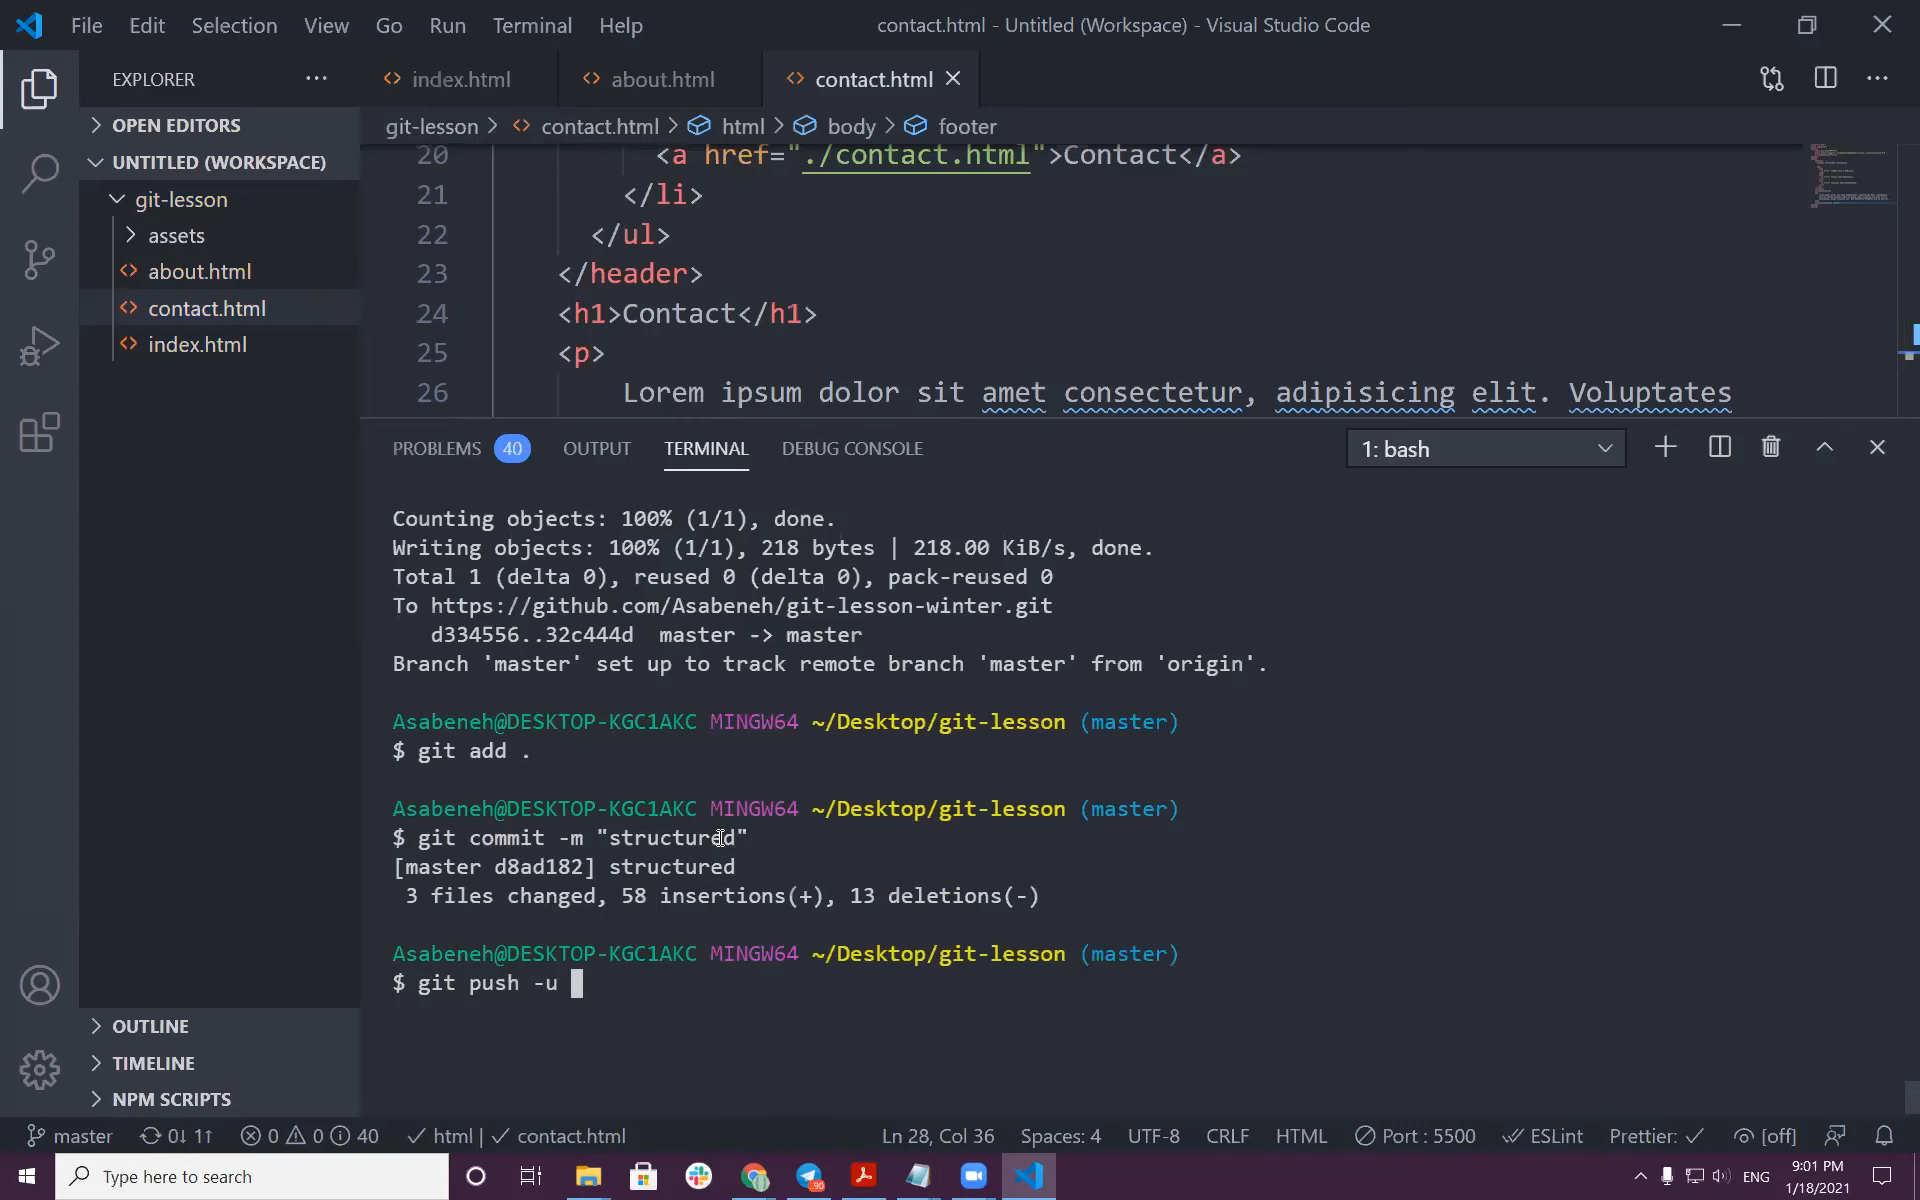 File Edit Selection View Go Run Terminal Help
contact.html - Untitled (Workspace) - Visual Studio Code
EXPLORER
OPEN EDITORS
UNTITLED (WORKSPACE)
git-lesson
assets
about.html
contact.html
index.html
OUTLINE
TIMELINE
NPM SCRIPTS
index.html about.html contact.html
git-lesson > contact.html > html > body > footer
20 <a href="./contact.html">Contact</a>
21 </li>
22 </ul>
23 </header>
24 <h1>Contact</h1>
25 <p>
26 Lorem ipsum dolor sit amet consectetur, adipisicing elit. Voluptates
PROBLEMS 40 OUTPUT TERMINAL DEBUG CONSOLE 1: bash
Counting objects: 100% (1/1), done.
Writing objects: 100% (1/1), 218 bytes | 218.00 KiB/s, done.
Total 1 (delta 0), reused 0 (delta 0), pack-reused 0
To https://github.com/Asabeneh/git-lesson-winter.git
d334556..32c444d master -> master
Branch 'master' set up to track remote branch 'master' from 'origin'.
Asabeneh@DESKTOP-KGC1AKC MINGW64 ~/Desktop/git-lesson (master)
$ git add .
Asabeneh@DESKTOP-KGC1AKC MINGW64 ~/Desktop/git-lesson (master)
$ git commit -m "structured"
[master d8ad182] structured
3 files changed, 58 insertions(+), 13 deletions(-)
Asabeneh@DESKTOP-KGC1AKC MINGW64 ~/Desktop/git-lesson (master)
$ git push -u
master 0↓ 1↑ 0 0 40 html | contact.html Ln 28, Col 36 Spaces: 4 UTF-8 CRLF HTML Port : 5500 ESLint Prettier: [off]
Type here to search
90
ENG
9:01 PM
1/18/2021